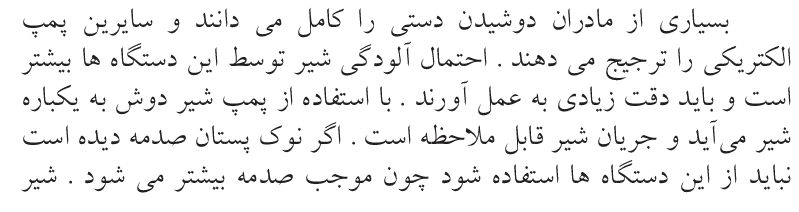 بسیاری از مادران دوشیدن دستی را کامل می دانند و سایرین پمپ
الکتریکی را ترجیج می دهند . احتمال آلودگی شیر توسط این دستگاه ها بیشتر
است و باید دقت زیادی به عمل آورند . با استفاده از پمپ شیر دوش به یکباره
شیر می‌آید و جریان شیر قابل ملاحظه است . اگر نوک پستان صدمه دیده است
نباید از این دستگاه ها استفاده شود چون موجب صدمه بیشتر می شود . شیر